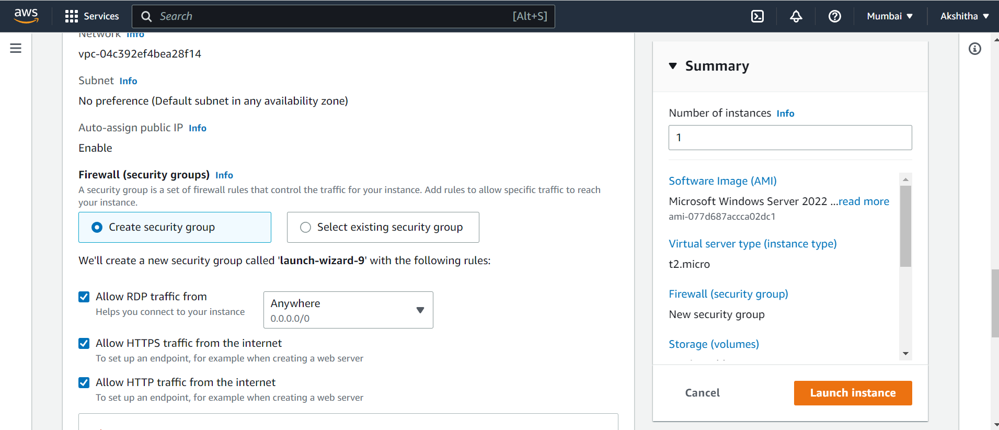 aws Services Search [Alt+S] Mumbai Akshitha
Network Info
vpc-04c392ef4bea28f14
Subnet Info
No preference (Default subnet in any availability zone)
Auto-assign public IP Info
Enable
Firewall (security groups) Info
A security group is a set of firewall rules that control the traffic for your instance. Add rules to allow specific traffic to reach
your instance.
Create security group
Select existing security group
We'll create a new security group called 'launch-wizard-9' with the following rules:
Allow RDP traffic from
Helps you connect to your instance
Anywhere
0.0.0.0/0
Allow HTTPS traffic from the internet
To set up an endpoint, for example when creating a web server
Allow HTTP traffic from the internet
To set up an endpoint, for example when creating a web server
Summary
Number of instances Info
1
Software Image (AMI)
Microsoft Windows Server 2022 ...read more
ami-077d687accca02dc1
Virtual server type (instance type)
t2.micro
Firewall (security group)
New security group
Storage (volumes)
Cancel
Launch instance